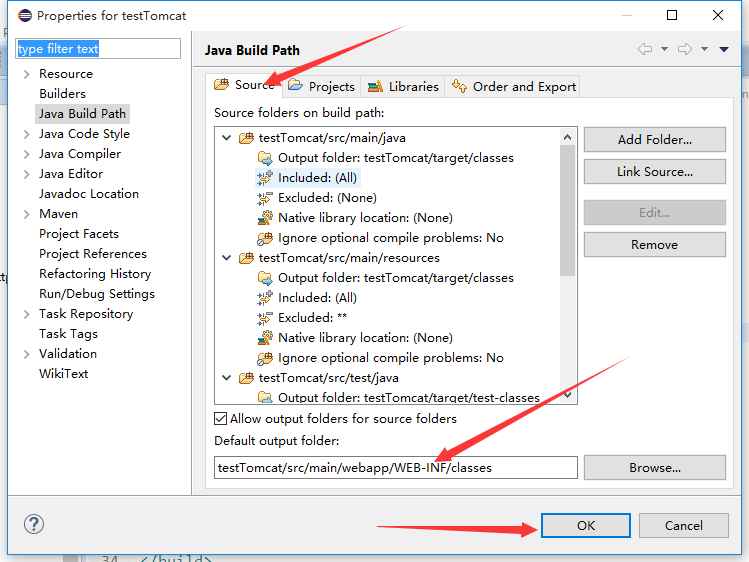 Properties for testTomcat
type filter text
Resource
Builders
Java Build Path
Java Code Style
Java Compiler
Java Editor
Javadoc Location
Maven
Project Facets
Project References
Refactoring History
Run/Debug Settings
Task Repository
Task Tags
Validation
WikiText
Java Build Path
Source
Projects
Libraries
Order and Export
Source folders on build path:
testTomcat/src/main/java
Output folder: testTomcat/target/classes
Included: (All)
Excluded: (None)
Native library location: (None)
Ignore optional compile problems: No
testTomcat/src/main/resources
Output folder: testTomcat/target/classes
Included: (All)
Excluded: **
Native library location: (None)
Ignore optional compile problems: No
testTomcat/src/test/java
Output folder: testTomcat/target/test-classes
Add Folder...
Link Source...
Edit...
Remove
Allow output folders for source folders
Default output folder:
testTomcat/src/main/webapp/WEB-INF/classes
Browse...
?
OK
Cancel
34 </build>